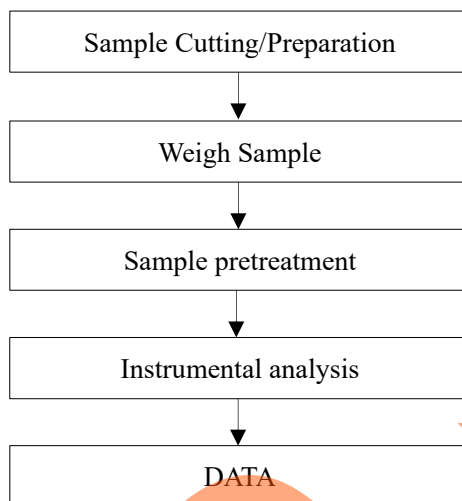 Sample Cutting/Preparation
Weigh Sample
Sample pretreatment
Instrumental analysis
DATA